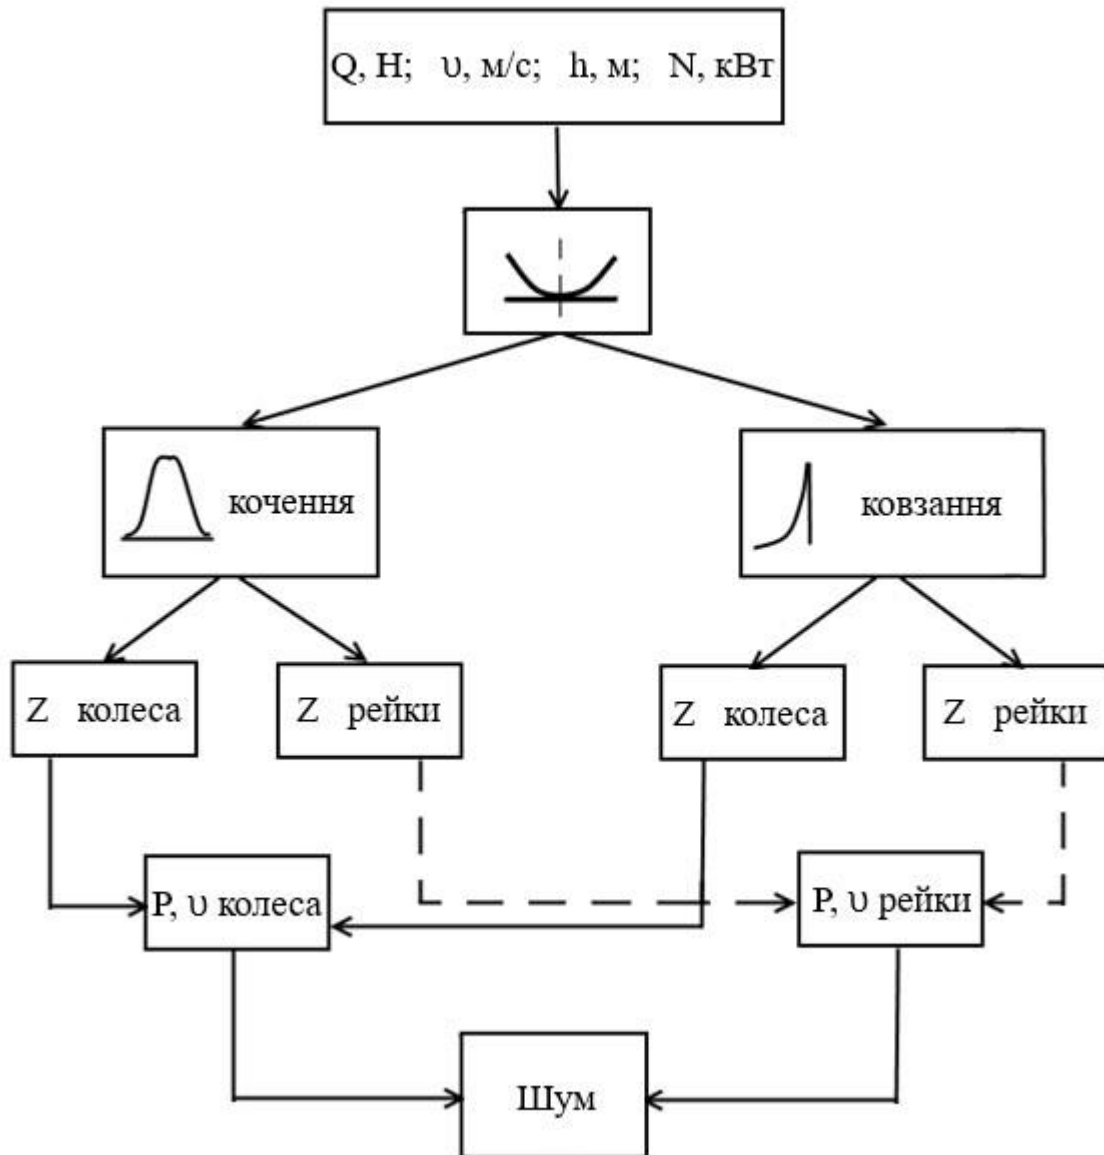 Q, Н; υ, м/с; h, м; N, кВт
кочення
ковзання
Z колеса
Z рейки
Z колеса
Z рейки
P, υ колеса
P, υ рейки
Шум